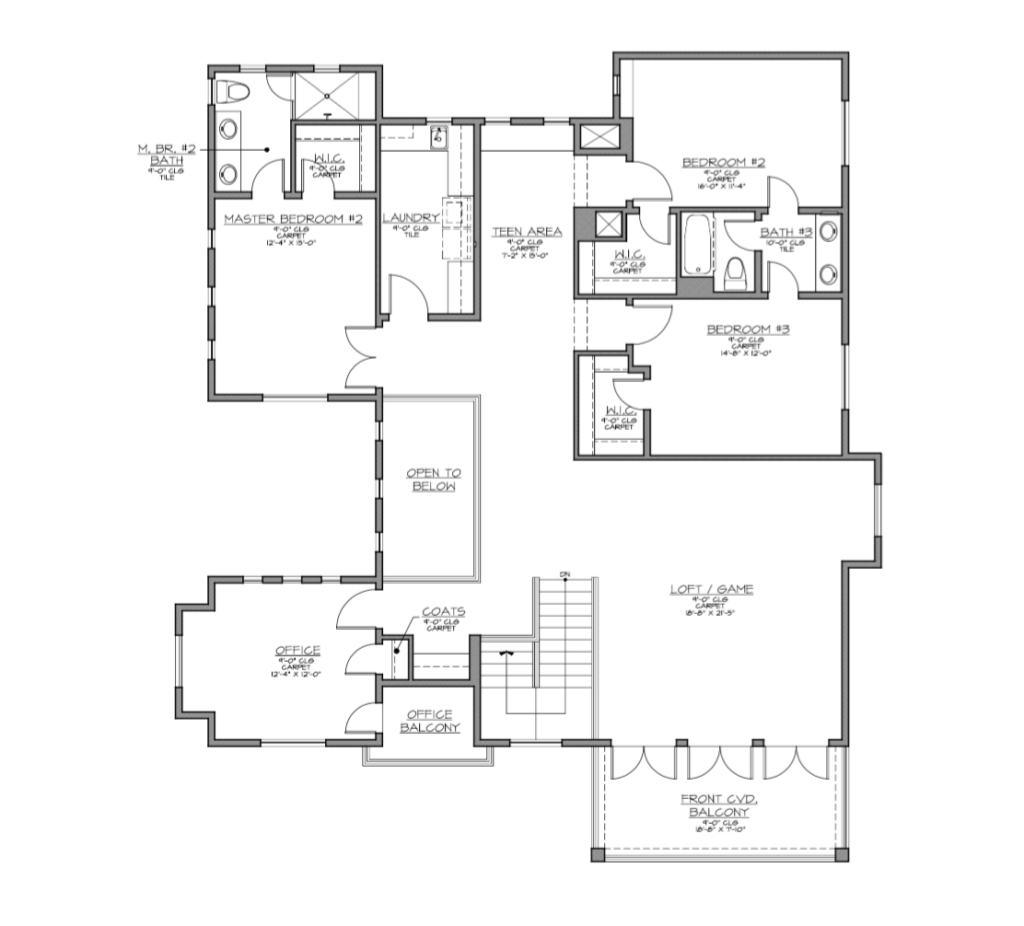 M. BR. #2
BATH
9'-0" CLG
TILE
W.I.C.
9'-0" CLG
CARPET
MASTER BEDROOM #2
9'-0" CLG
CARPET
12'-4" X 15'-0"
LAUNDRY
9'-0" CLG
TILE
TEEN AREA
9'-0" CLG
CARPET
7'-2" X 15'-0"
BEDROOM #2
9'-0" CLG
CARPET
16'-0" X 11'-4"
W.I.C.
9'-0" CLG
CARPET
BATH #3
10'-0" CLG
TILE
BEDROOM #3
9'-0" CLG
CARPET
14'-8" X 12'-0"
W.I.C.
9'-0" CLG
CARPET
OPEN TO
BELOW
DN
LOFT / GAME
9'-0" CLG
CARPET
18'-8" X 21'-5"
COATS
9'-0" CLG
CARPET
OFFICE
9'-0" CLG
CARPET
12'-4" X 12'-0"
OFFICE
BALCONY
FRONT CVD.
BALCONY
9'-0" CLG
18'-8" X 7'-10"